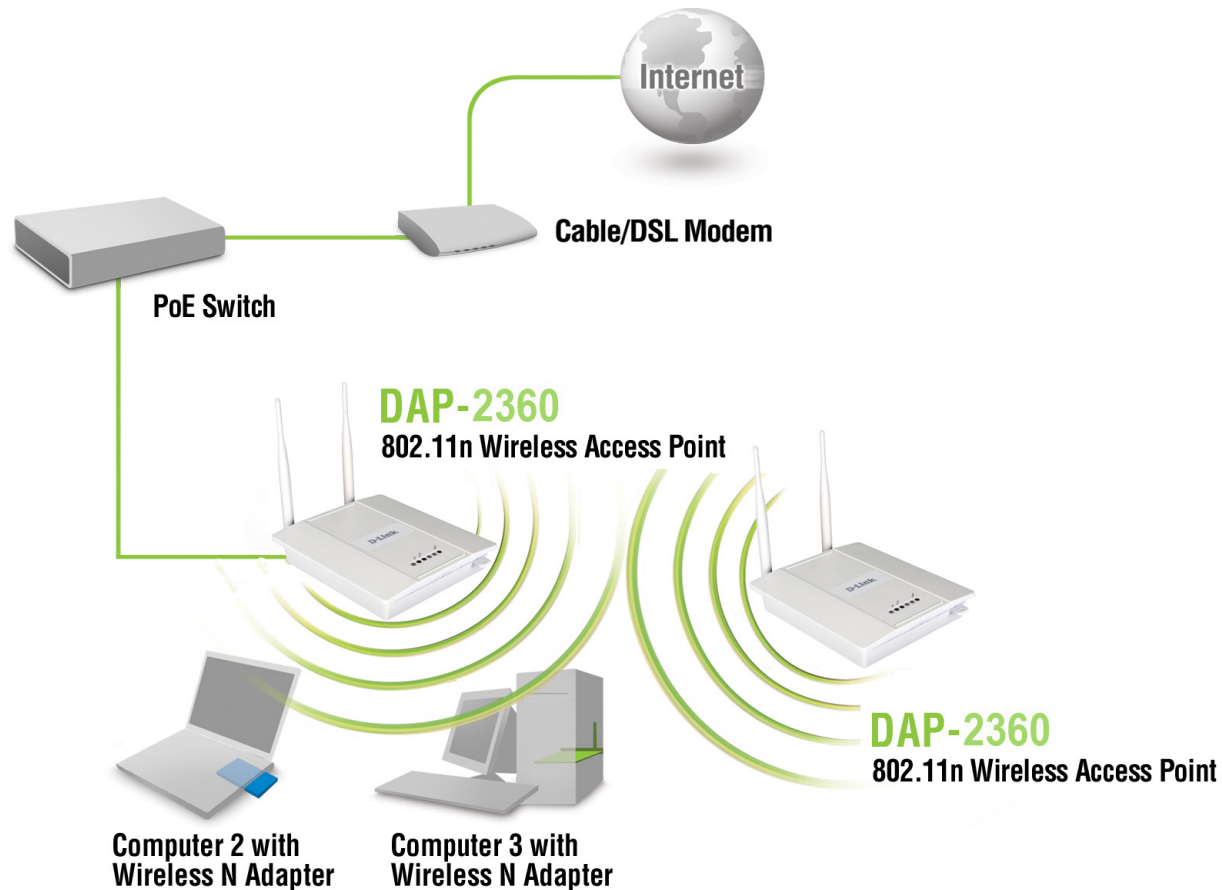 Internet
Cable/DSL Modem
PoE Switch
DAP-2360
802.11n Wireless Access Point
D-Link
D-Link
DAP-2360
802.11n Wireless Access Point
Computer 2 with
Wireless N Adapter
Computer 3 with
Wireless N Adapter